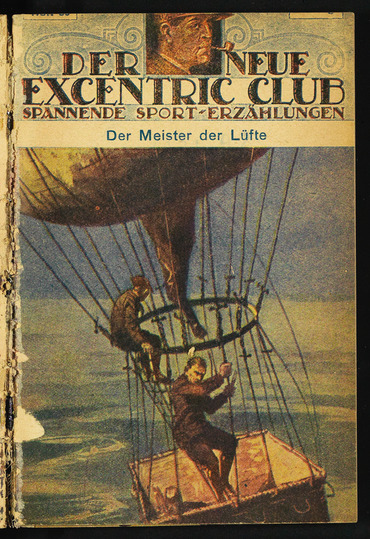 DER NEUE
EXCENTRIC CLUB
SPANNENDE SPORT-ERZÄHLUNGEN
Der Meister der Lüfte